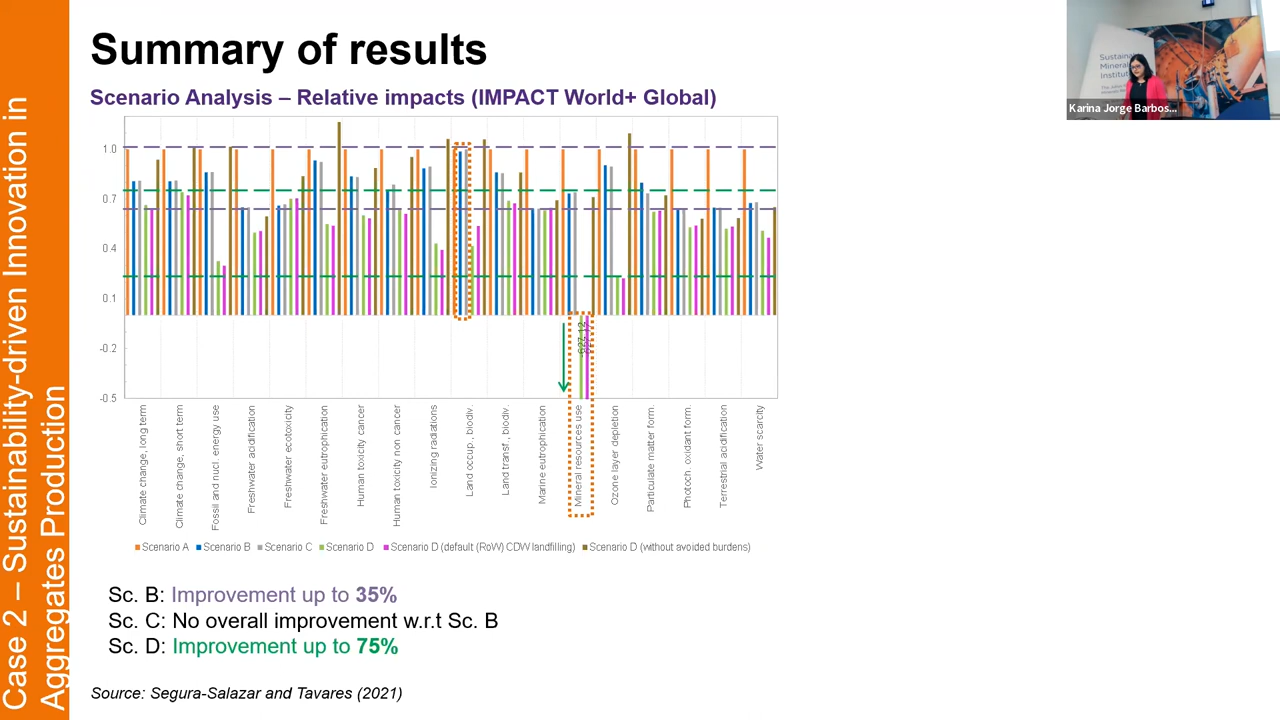 Case 2 – Sustainability-driven Innovation in
Aggregates Production
Summary of results
Scenario Analysis – Relative impacts (IMPACT World+ Global)
1.0
0.7
0.4
0.1
-0.2
-0.5
Climate change, long term
Climate change, short term
Fossil and nucl. energy use
Freshwater acidification
Freshwater ecotoxicity
Freshwater eutrophication
Human toxicity cancer
Human toxicity non cancer
Ionizing radiations
Land occup., biodiv.
Land transf., biodiv.
Marine eutrophication
Mineral resources use
Ozone layer depletion
Particulate matter form.
Photoch. oxidant form.
Terrestrial acidification
Water scarcity
Scenario A
Scenario B
Scenario C
Scenario D
Scenario D (default (RoW) CDW landfilling)
Scenario D (without avoided burdens)
Sc. B: Improvement up to 35%
Sc. C: No overall improvement w.r.t Sc. B
Sc. D: Improvement up to 75%
Source: Segura-Salazar and Tavares (2021)
Sustainab
Mineral
Institut
Karina Jorge Barbos...